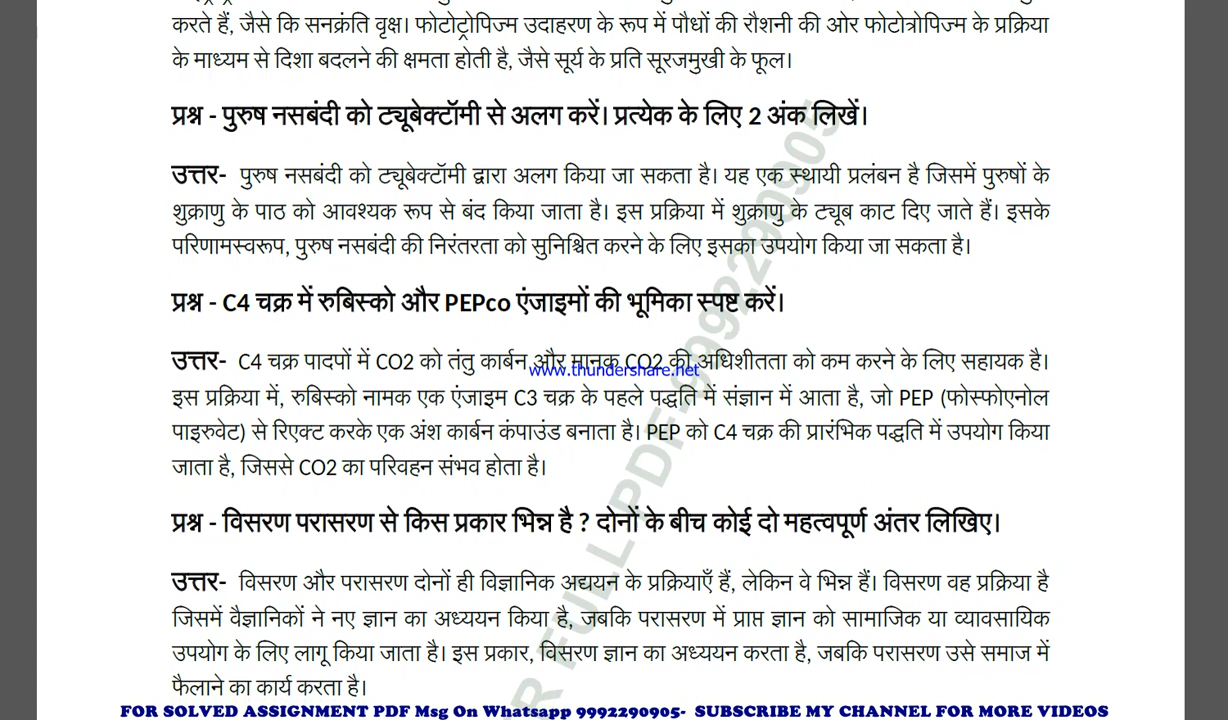 करते हैं, जैसे कि सनक्रंति वृक्ष। फोटोट्रोपिज्म उदाहरण के रूप में पौधों की रौशनी की ओर फोटोत्रोपिज्म के प्रक्रिया
के माध्यम से दिशा बदलने की क्षमता होती है, जैसे सूर्य के प्रति सूरजमुखी के फूल।
प्रश्न - पुरुष नसबंदी को ट्यूबेक्टॉमी से अलग करें। प्रत्येक के लिए 2 अंक लिखें।
उत्तर- पुरुष नसबंदी को ट्यूबेक्टॉमी द्वारा अलग किया जा सकता है। यह एक स्थायी प्रलंबन है जिसमें पुरुषों के
शुक्राणु के पाठ को आवश्यक रूप से बंद किया जाता है। इस प्रक्रिया में शुक्राणु के ट्यूब काट दिए जाते हैं। इसके
परिणामस्वरूप, पुरुष नसबंदी की निरंतरता को सुनिश्चित करने के लिए इसका उपयोग किया जा सकता है।
प्रश्न - C4 चक्र में रुबिस्को और PEPco एंजाइमों की भूमिका स्पष्ट करें।
उत्तर- C4 चक्र पादपों में CO2 को तंतु कार्बन और मानक CO2 की अधिशीतता को कम करने के लिए सहायक है।
www.thundershare.net
इस प्रक्रिया में, रुबिस्को नामक एक एंजाइम C3 चक्र के पहले पद्धति में संज्ञान में आता है, जो PEP (फोस्फोएनोल
पाइरुवेट) से रिएक्ट करके एक अंश कार्बन कंपाउंड बनाता है। PEP को C4 चक्र की प्रारंभिक पद्धति में उपयोग किया
जाता है, जिससे CO2 का परिवहन संभव होता है।
प्रश्न - विसरण परासरण से किस प्रकार भिन्न है ? दोनों के बीच कोई दो महत्वपूर्ण अंतर लिखिए।
उत्तर- विसरण और परासरण दोनों ही विज्ञानिक अद्ययन के प्रक्रियाएँ हैं, लेकिन वे भिन्न हैं। विसरण वह प्रक्रिया है
जिसमें वैज्ञानिकों ने नए ज्ञान का अध्ययन किया है, जबकि परासरण में प्राप्त ज्ञान को सामाजिक या व्यावसायिक
उपयोग के लिए लागू किया जाता है। इस प्रकार, विसरण ज्ञान का अध्ययन करता है, जबकि परासरण उसे समाज में
फैलाने का कार्य करता है।
R FULL PDF-9992290905
FOR SOLVED ASSIGNMENT PDF Msg On Whatsapp 9992290905- SUBSCRIBE MY CHANNEL FOR MORE VIDEOS